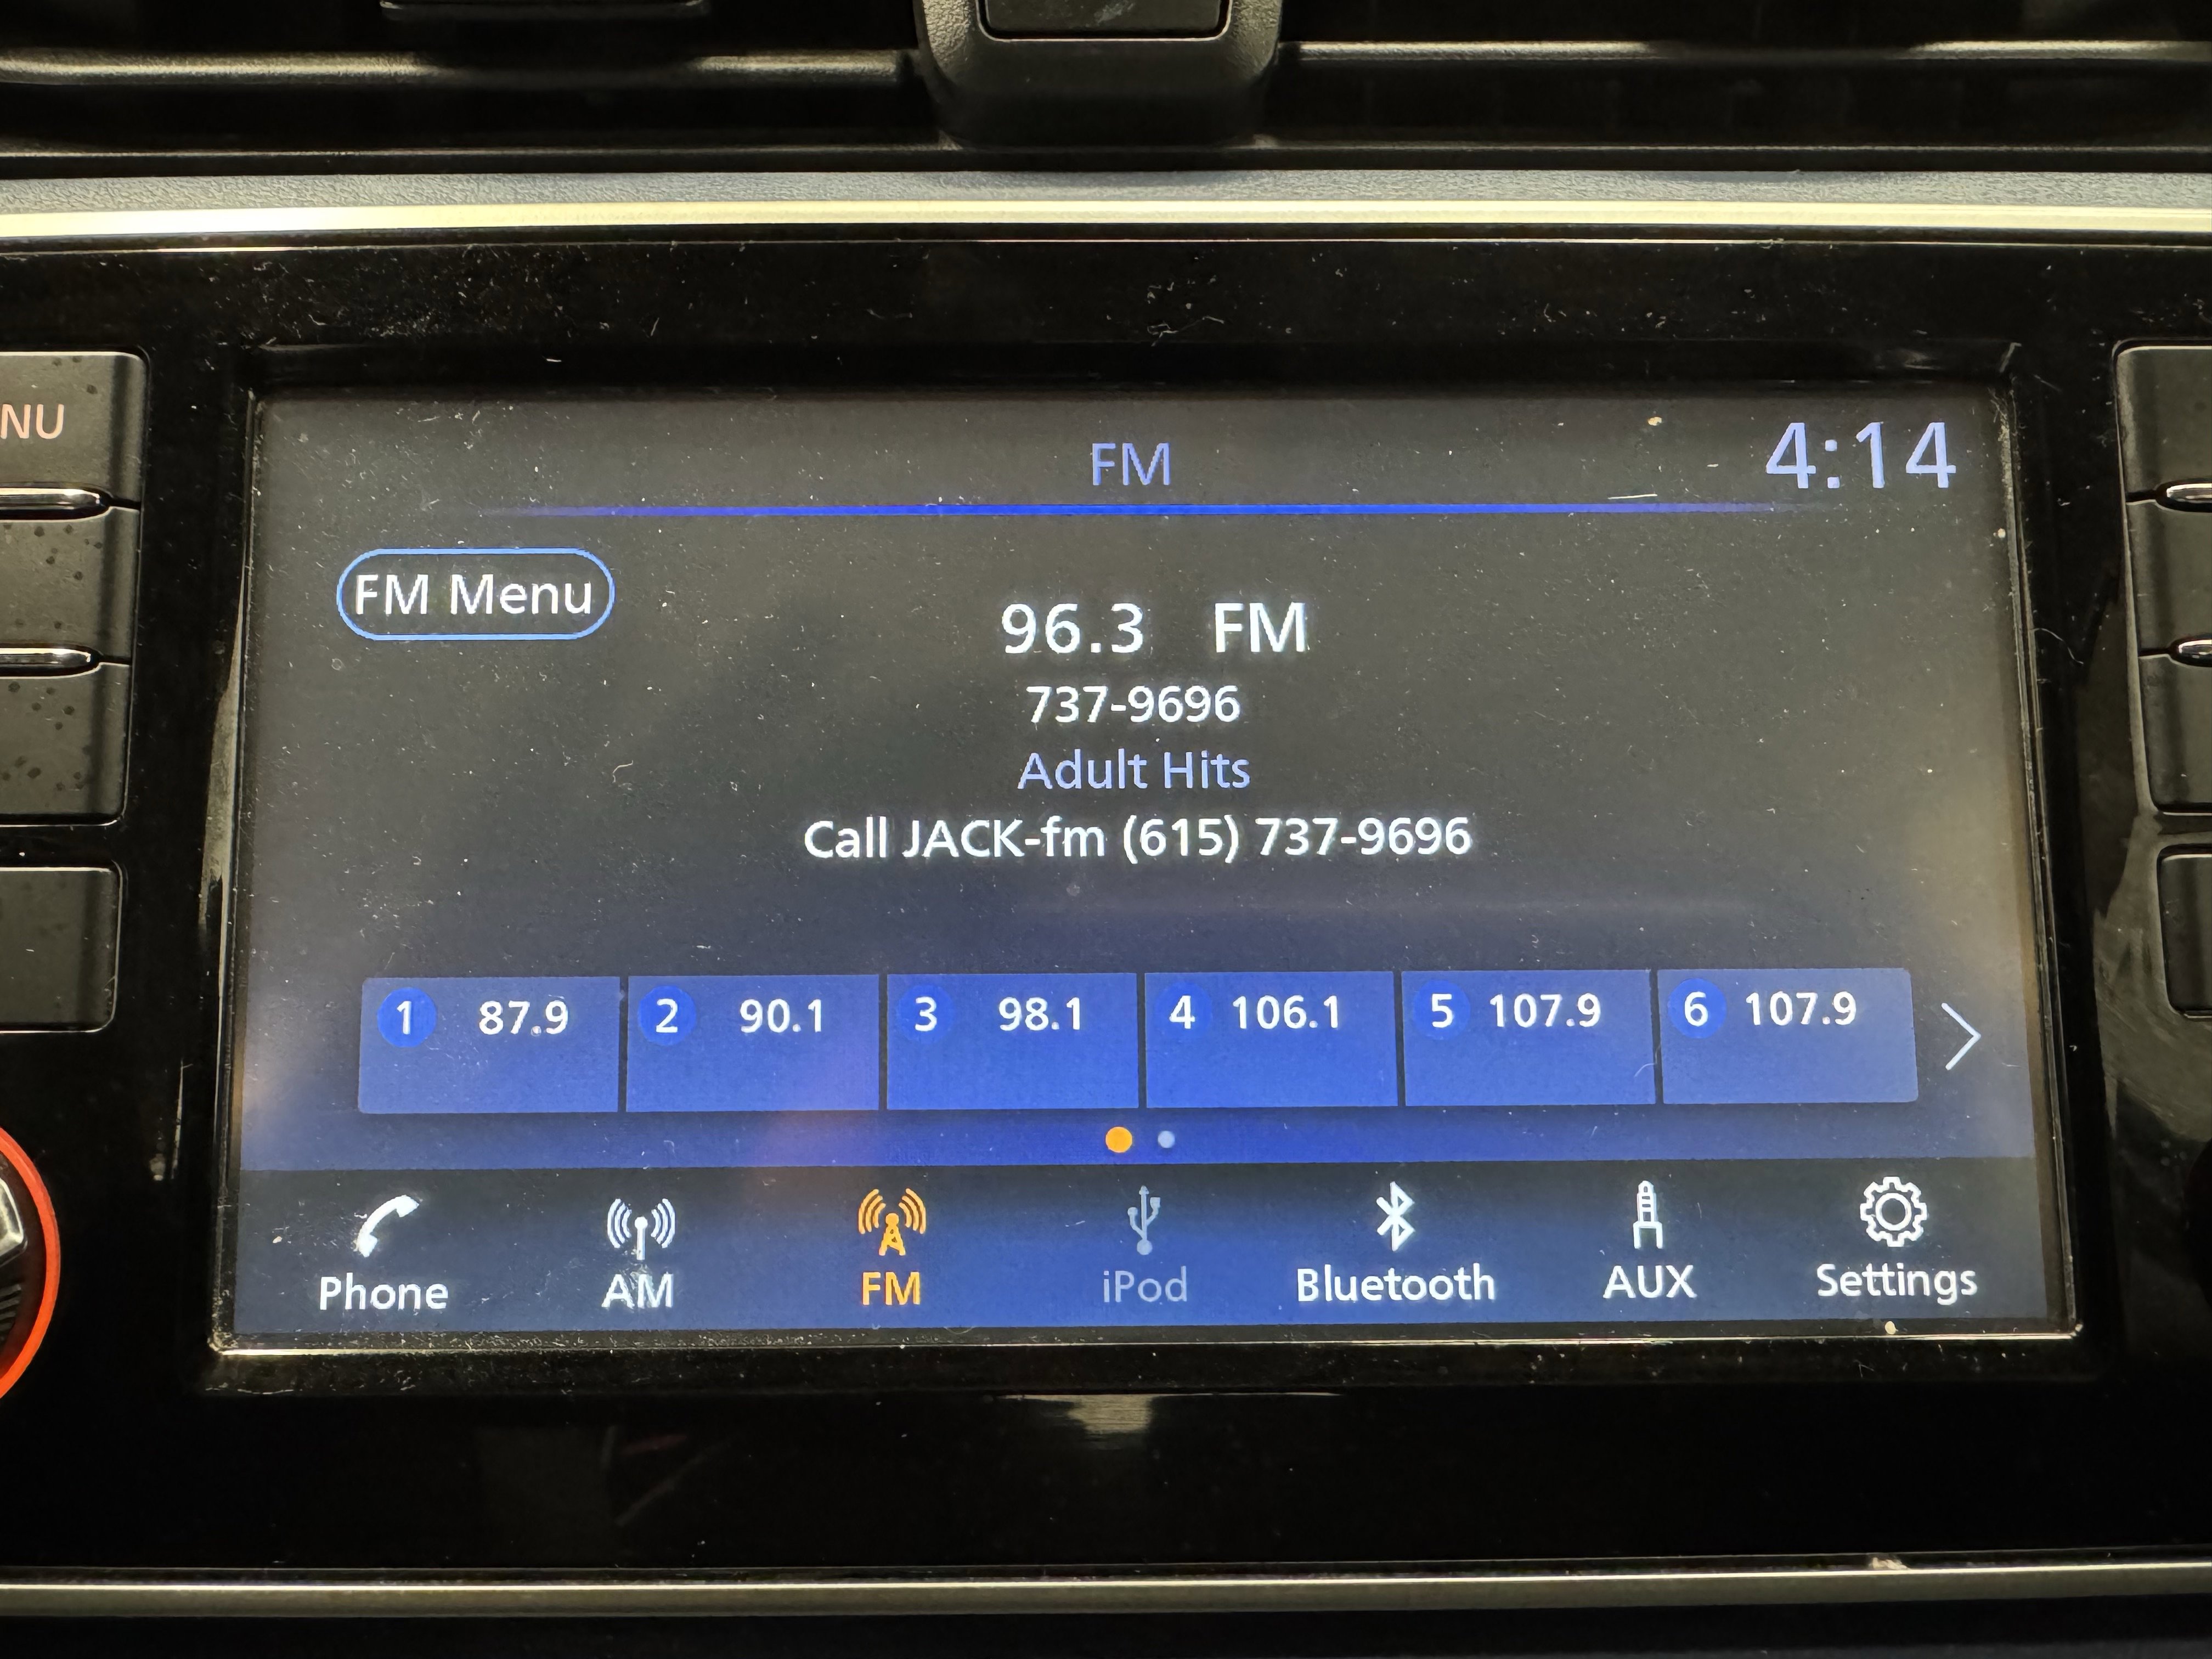 NU
FM 4:14
FM Menu
96.3 FM
737-9696
Adult Hits
Call JACK-fm (615) 737-9696
1 87.9 2 90.1 3 98.1 4 106.1 5 107.9 6 107.9
Phone AM FM iPod Bluetooth AUX Settings